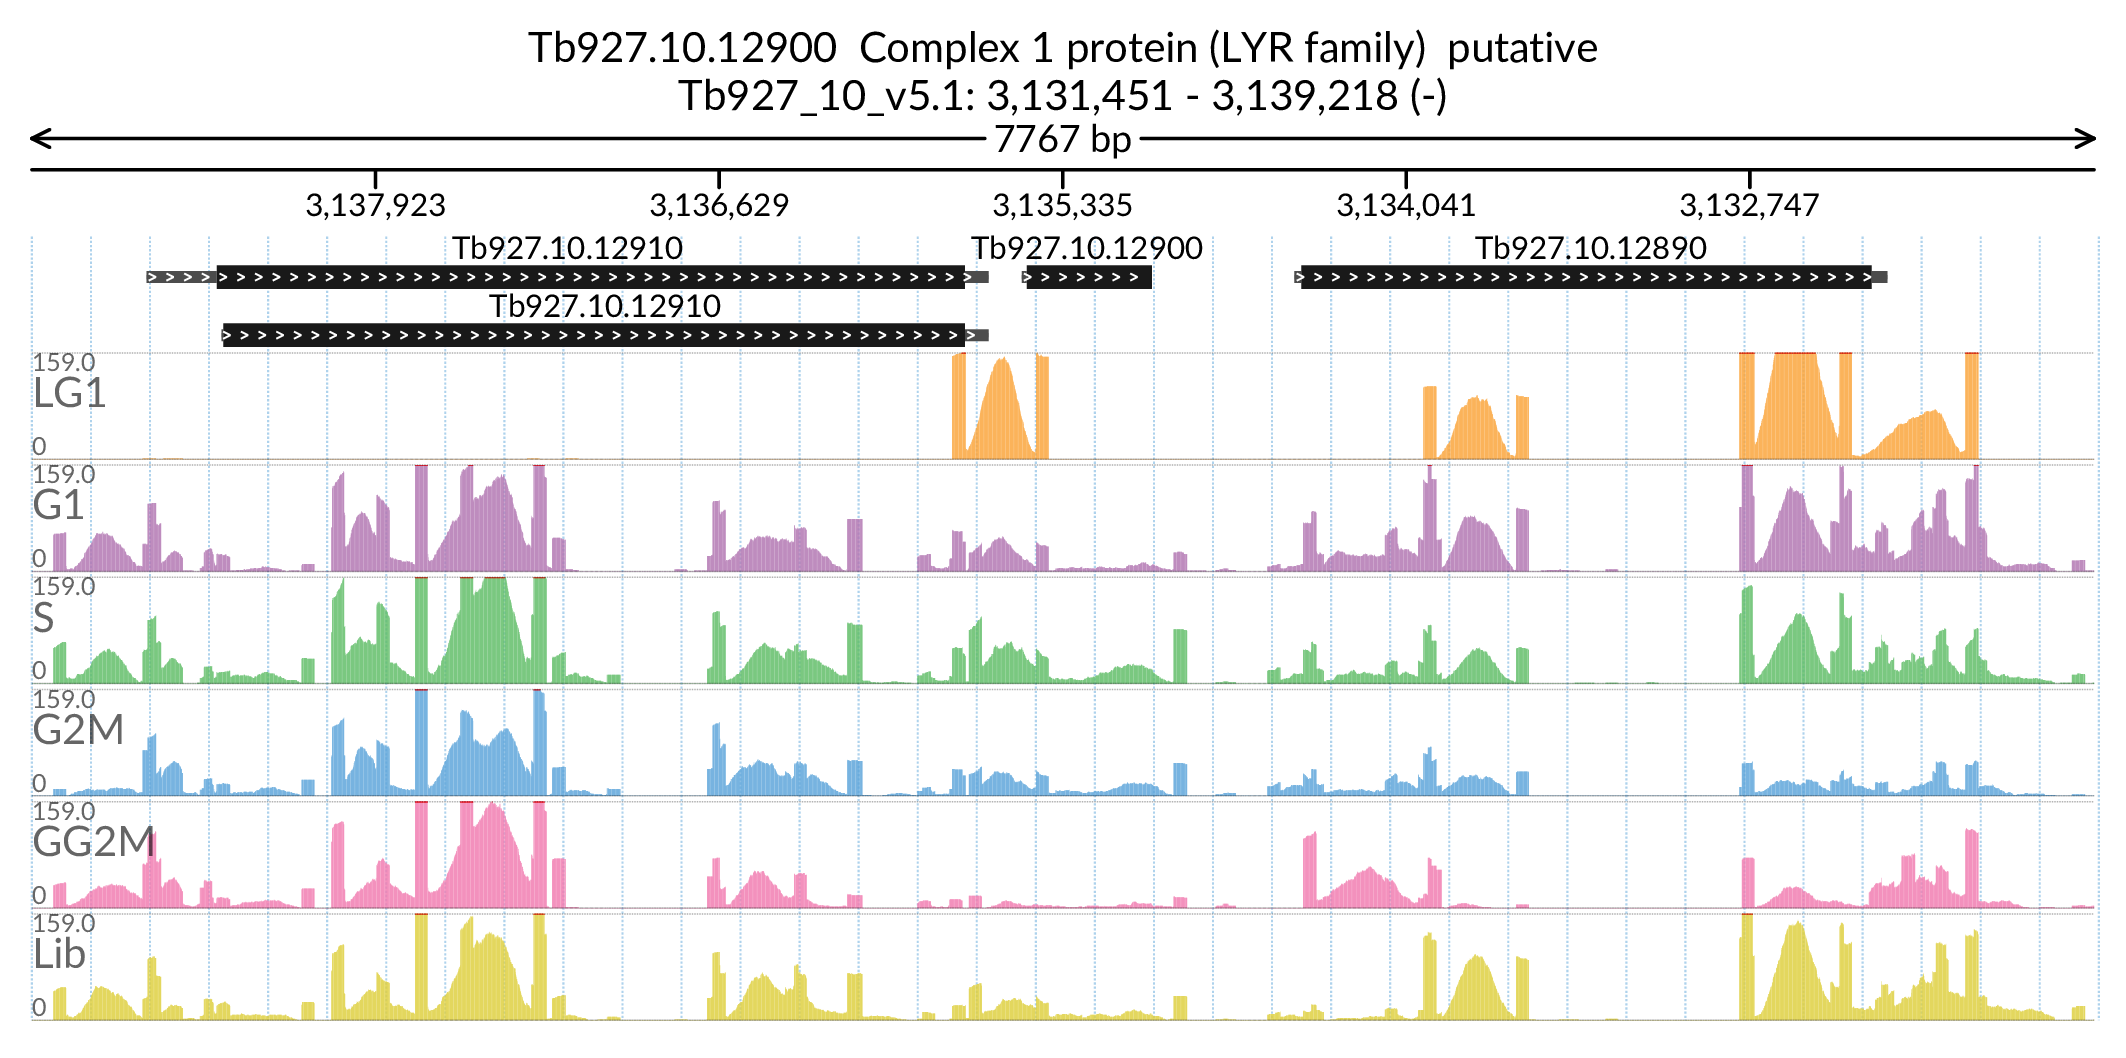 Tb927.10.12900  Complex 1 protein (LYR family)  putative
Tb927_10_v5.1: 3,131,451 - 3,139,218 (-)
7767 bp
3,137,923 3,136,629 3,135,335 3,134,041 3,132,747
Tb927.10.12910 Tb927.10.12900 Tb927.10.12890
Tb927.10.12910
159.0
LG1
0
159.0
G1
0
159.0
S
0
159.0
G2M
0
159.0
GG2M
0
159.0
Lib
0